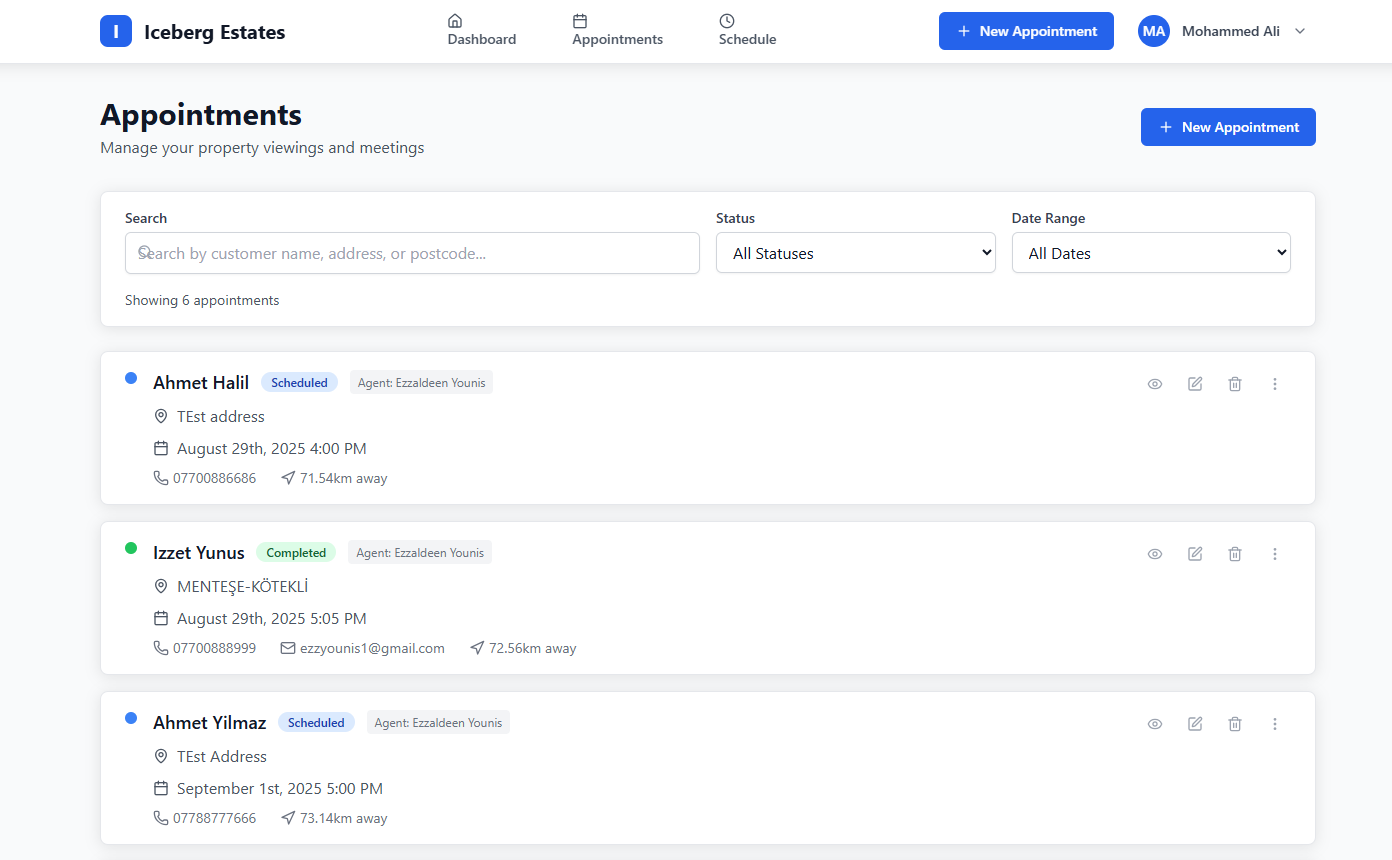 I Iceberg Estates
Dashboard
Appointments
Schedule
New Appointment
MA Mohammed Ali
Appointments
Manage your property viewings and meetings
New Appointment
Search
Search by customer name, address, or postcode...
Status
All Statuses
Date Range
All Dates
Showing 6 appointments
Ahmet Halil Scheduled Agent: Ezzaldeen Younis
TEst address
August 29th, 2025 4:00 PM
07700886686 71.54km away
Izzet Yunus Completed Agent: Ezzaldeen Younis
MENTEŞE-KÖTEKLİ
August 29th, 2025 5:05 PM
07700888999 ezzyounis1@gmail.com 72.56km away
Ahmet Yilmaz Scheduled Agent: Ezzaldeen Younis
TEst Address
September 1st, 2025 5:00 PM
07788777666 73.14km away